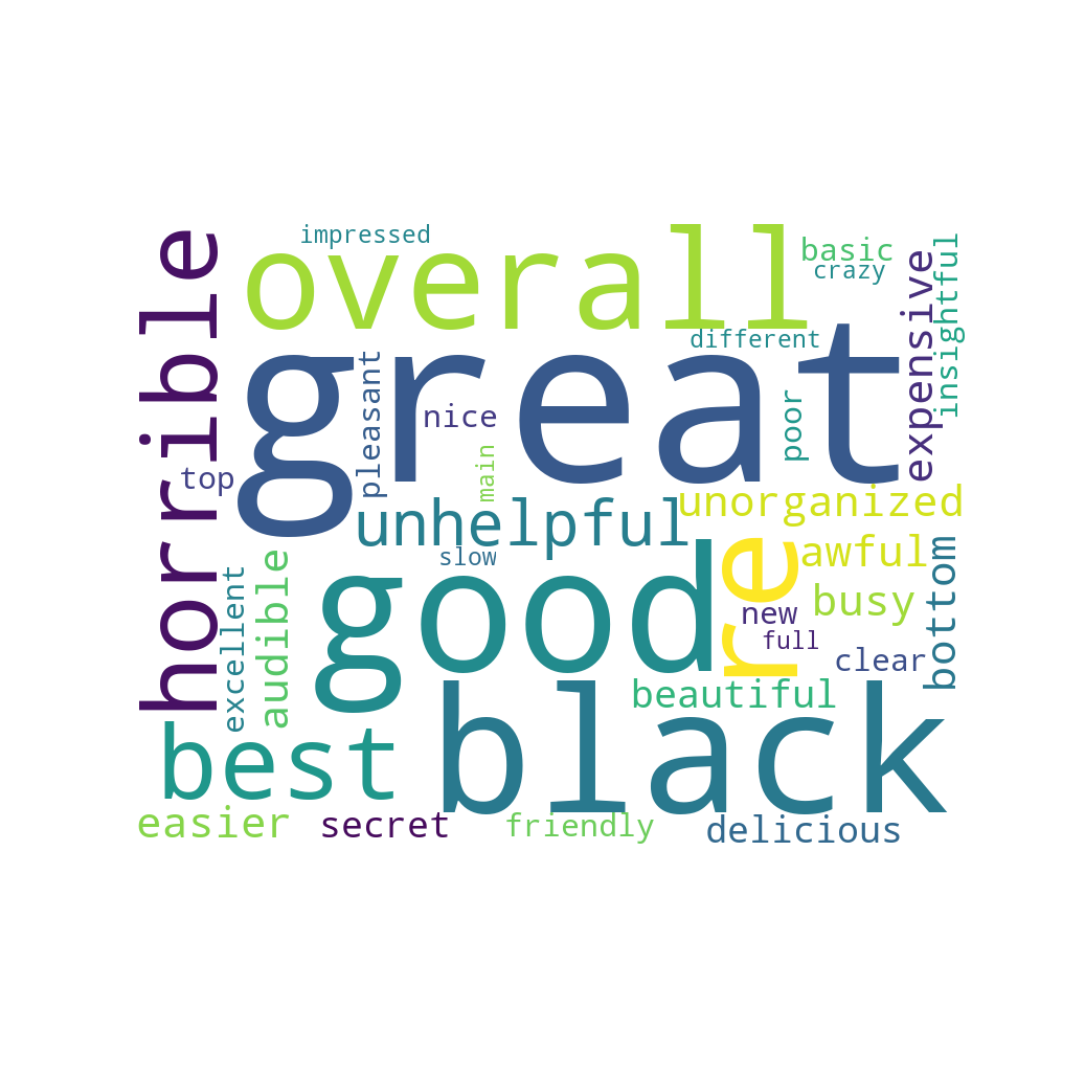 impressed
overall
basic
crazy
insightful
expensive
horrible
great
different
pleasant
nice
poor
top
main
unorganized
unhelpful
re
awful
slow
good
busy
bottom
audible
excellent
new
full
clear
beautiful
best
black
easier
secret
friendly
delicious